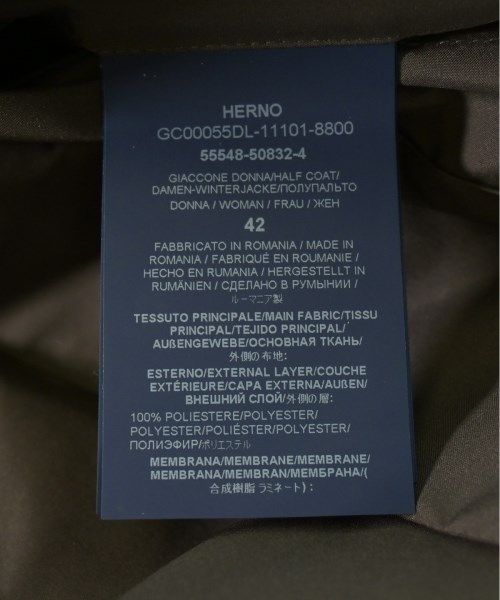 HERNO
GC00055DL-11101-8800
55548-50832-4
GIACCONE DONNA/HALF COAT/
DAMEN-WINTERJACKE/ПОЛУПАЛЬТО
DONNA / WOMAN / FRAU / ЖЕН
42
FABBRICATO IN ROMANIA / MADE IN
ROMANIA / FABRIQUÉ EN ROUMANIE /
HECHO EN RUMANIA / HERGESTELLT IN
RUMÄNIEN / СДЕЛАНО В РУМЫНИИ /
ルーマニア製
TESSUTO PRINCIPALE/MAIN FABRIC/TISSU
PRINCIPAL/TEJIDO PRINCIPAL/
AUßENGEWEBE/ОСНОВНАЯ ТКАНЬ/
外側の布地:
ESTERNO/EXTERNAL LAYER/COUCHE
EXTÉRIEURE/CAPA EXTERNA/AUßEN/
ВНЕШНИЙ СЛОЙ/外側の層:
100% POLIESTERE/POLYESTER/
POLYESTER/POLIÉSTER/POLYESTER/
ПОЛИЭФИР/ポリエステル
MEMBRANA/MEMBRANE/MEMBRANE/
MEMBRANA/MEMBRAN/МЕМБРАНА/(
合成樹脂 ラミネート) :